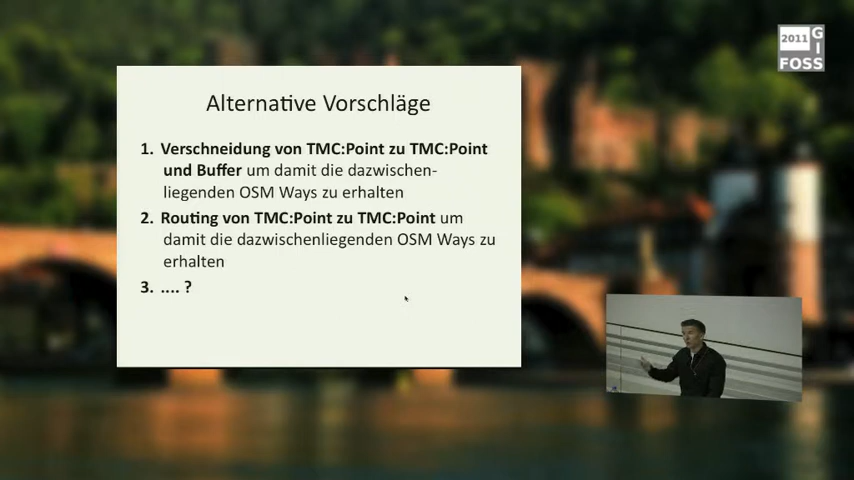 2011 G
I
FOSS
Alternative Vorschläge
1. Verschneidung von TMC:Point zu TMC:Point
und Buffer um damit die dazwischen-
liegenden OSM Ways zu erhalten
2. Routing von TMC:Point zu TMC:Point um
damit die dazwischenliegenden OSM Ways zu
erhalten
3. .... ?